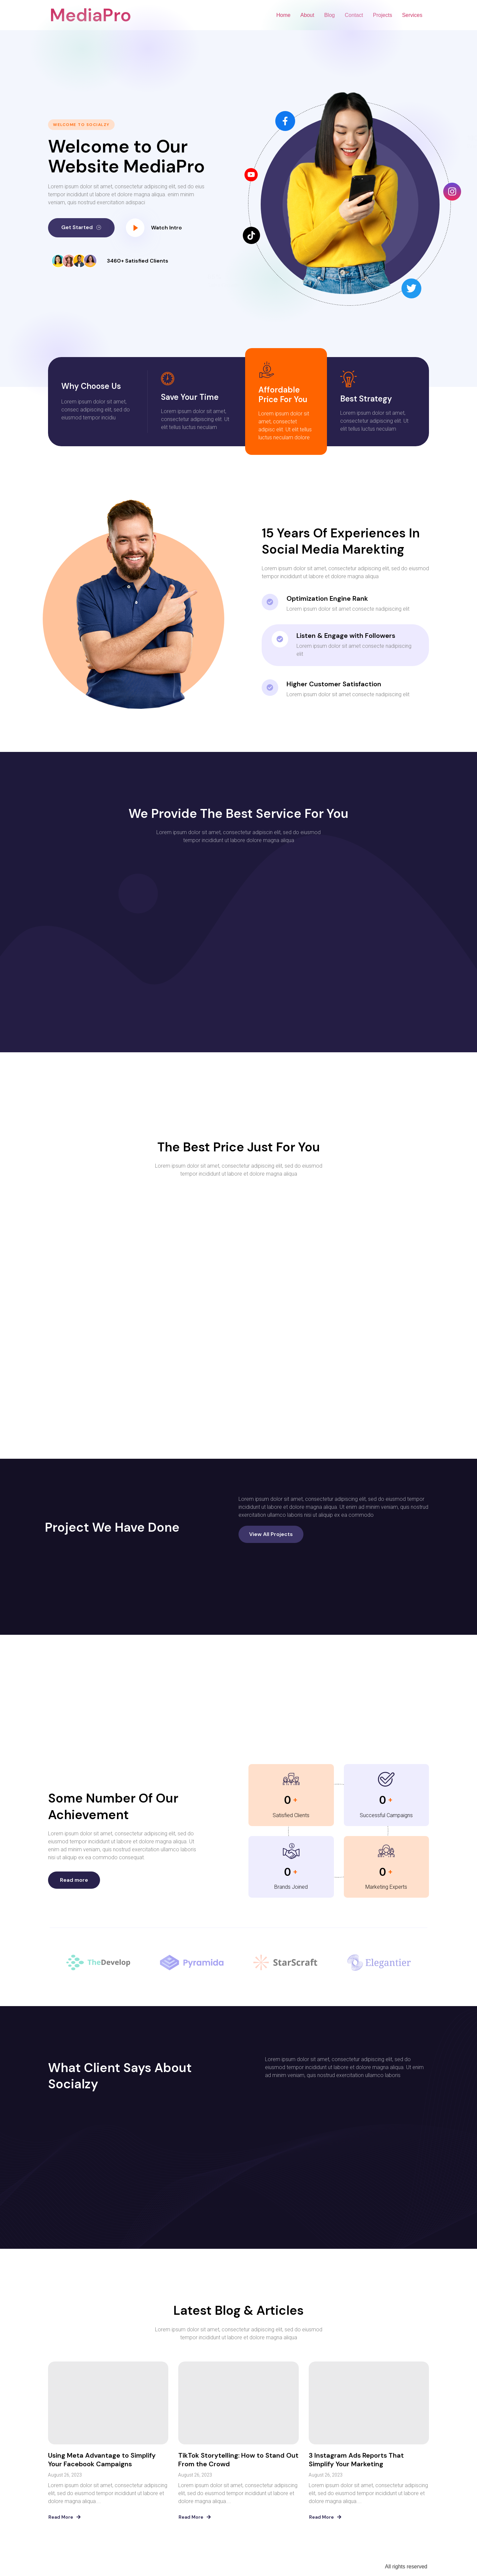 MediaPro
Home About Blog Contact Projects Services
WELCOME TO SOCIALZY
Welcome to Our
Website MediaPro
Lorem ipsum dolor sit amet, consectetur adipiscing elit, sed do eius
tempor incididunt ut labore et dolore magna aliqua. enim minim
veniam, quis nostrud exercitation adispaci
Get Started
Watch Intro
3460+ Satisfied Clients
Why Choose Us
Lorem ipsum dolor sit amet,
conseo adipiscing elit, sed do
eiusmod tempor incidiu
Save Your Time
Lorem ipsum dolor sit amet,
consectetur adipiscing elit. Ut
elit tellus luctus neculam
Affordable
Price For You
Lorem ipsum dolor sit
amet, consectet
adipisc elit. Ut elit tellus
luctus neculam dolore
Best Strategy
Lorem ipsum dolor sit amet,
consectetur adipiscing elit. Ut
elit tellus luctus neculam
15 Years Of Experiences In
Social Media Marekting
Lorem ipsum dolor sit amet, consectetur adipiscing elit, sed do eiusmod
tempor incididunt ut labore et dolore magna aliqua.
Optimization Engine Rank
Lorem ipsum dolor sit amet consecte nadipiscing elit
Listen & Engage with Followers
Lorem ipsum dolor sit amet consecte nadipiscing
elit
Higher Customer Satisfaction
Lorem ipsum dolor sit amet consecte nadipiscing elit
We Provide The Best Service For You
Lorem ipsum dolor sit amet, consectetur adipiscin elit, sed do eiusmod
tempor incididunt ut labore dolore magna aliqua.
The Best Price Just For You
Lorem ipsum dolor sit amet, consectetur adipiscing elit, sed do eiusmod
tempor incididunt ut labore et dolore magna aliqua .
Project We Have Done
Lorem ipsum dolor sit amet, consectetur adipiscing elit, sed do eiusmod tempor
incididunt ut labore et dolore magna aliqua. Ut enim ad minim veniam, quis nostrud
exercitation ullamco laboris nisi ut aliquip ex ea commodo
View All Projects
Some Number Of Our
Achievement
Lorem ipsum dolor sit amet, consectetur adipiscing elit, sed do
eiusmod tempor incididunt ut labore et dolore magna aliqua. Ut
enim ad minim veniam, quis nostrud exercitation ullamco laboris
nisi ut aliquip ex ea commodo consequat.
Read more
0 +
Satisfied Clients
0 +
Successful Campaigns
0 +
Brands Joined
0 +
Marketing Experts
TheDevelop
Pyramida
StarScraft
Elegantier
What Client Says About
Socialzy
Lorem ipsum dolor sit amet, consectetur adipiscing elit, sed do
eiusmod tempor incididunt ut labore et dolore magna aliqua. Ut enim
ad minim veniam, quis nostrud exercitation ullamco laboris
Latest Blog & Articles
Lorem ipsum dolor sit amet, consectetur adipiscing elit, sed do eiusmod
tempor incididunt ut labore et dolore magna aliqua
Using Meta Advantage to Simplify
Your Facebook Campaigns
August 26, 2023
Lorem ipsum dolor sit amet, consectetur adipiscing
elit, sed do eiusmod tempor incididunt ut labore et
dolore magna aliqua. .
Read More
TikTok Storytelling: How to Stand Out
From the Crowd
August 26, 2023
Lorem ipsum dolor sit amet, consectetur adipiscing
elit, sed do eiusmod tempor incididunt ut labore et
dolore magna aliqua. .
Read More
3 Instagram Ads Reports That
Simplify Your Marketing
August 26, 2023
Lorem ipsum dolor sit amet, consectetur adipiscing
elit, sed do eiusmod tempor incididunt ut labore et
dolore magna aliqua. .
Read More
All rights reserved